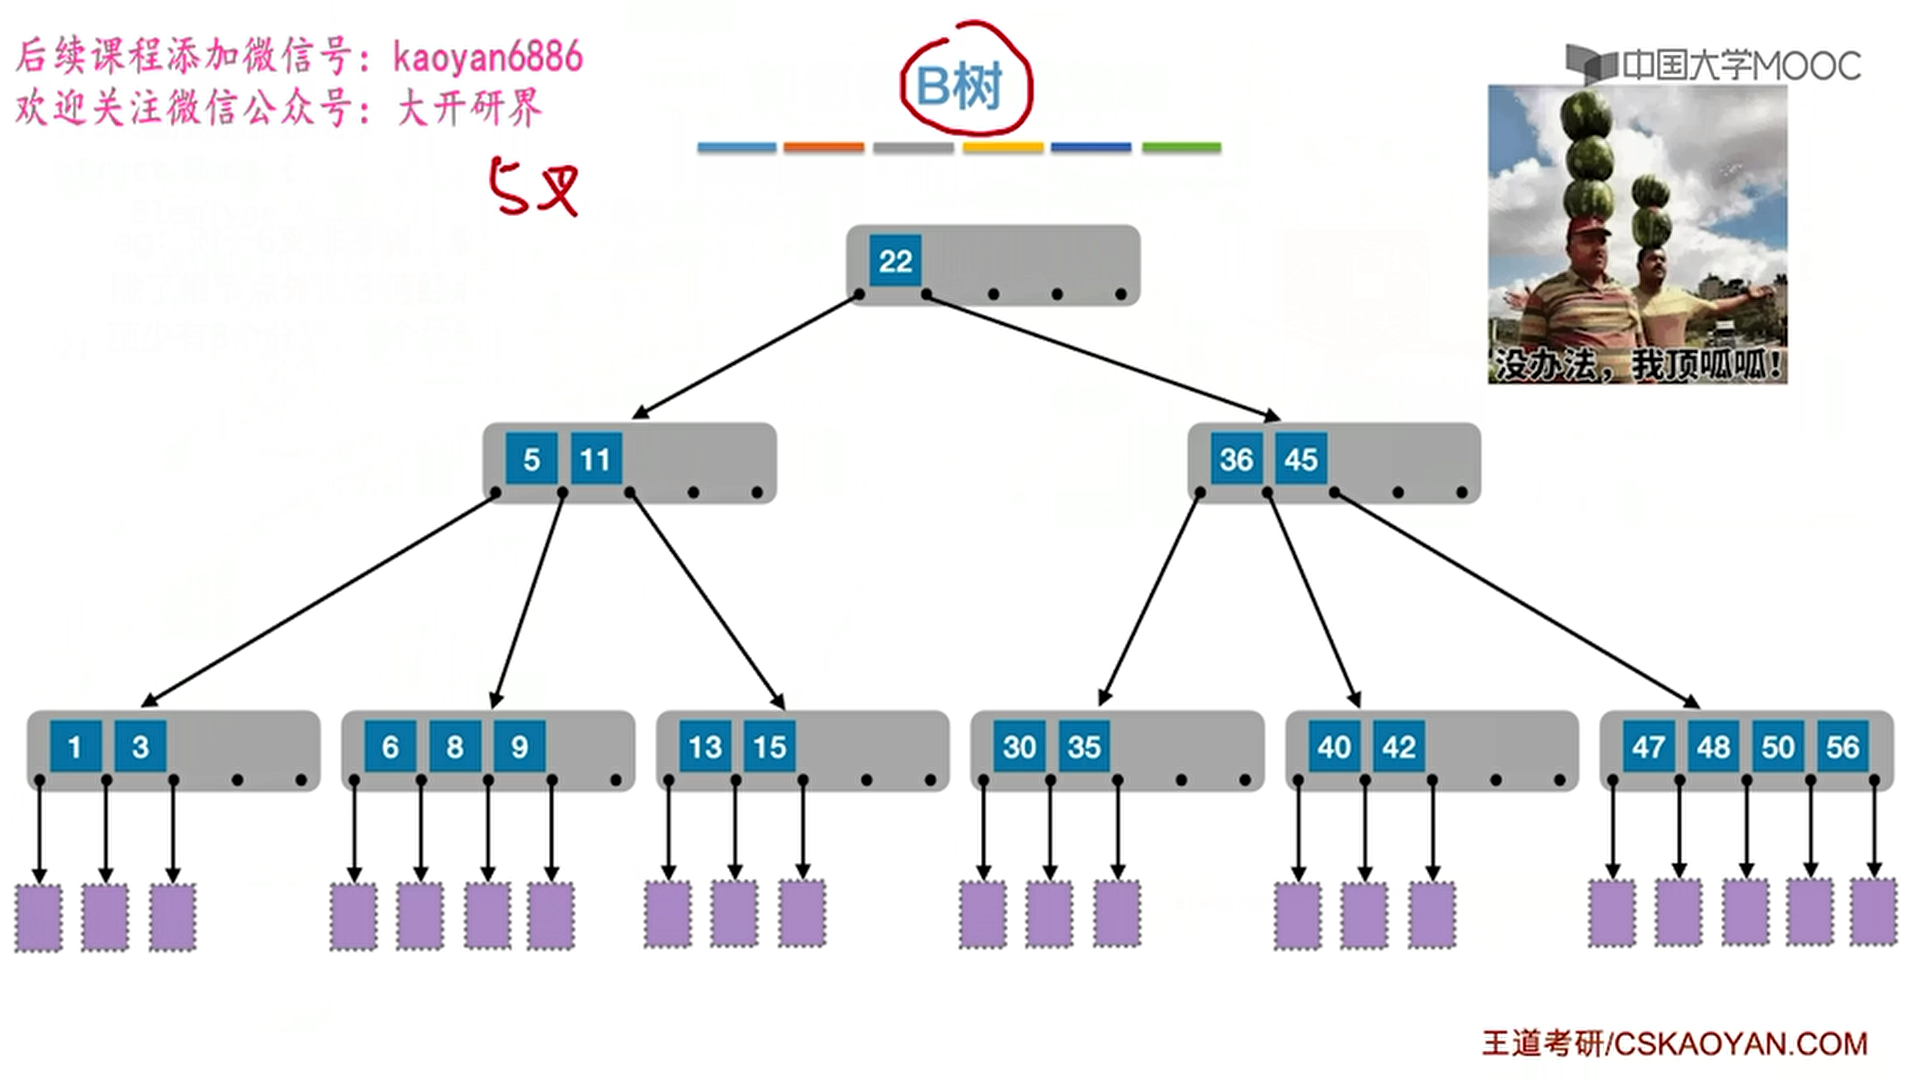 后续课程添加微信号：kaoyan6886
欢迎关注微信公众号：大开研界
B树
中国大学MOOC
5叉
没办法，我顶呱呱！
22
5 11
36 45
1 3
6 8 9
13 15
30 35
40 42
47 48 50 56
王道考研/CSKAOYAN.COM